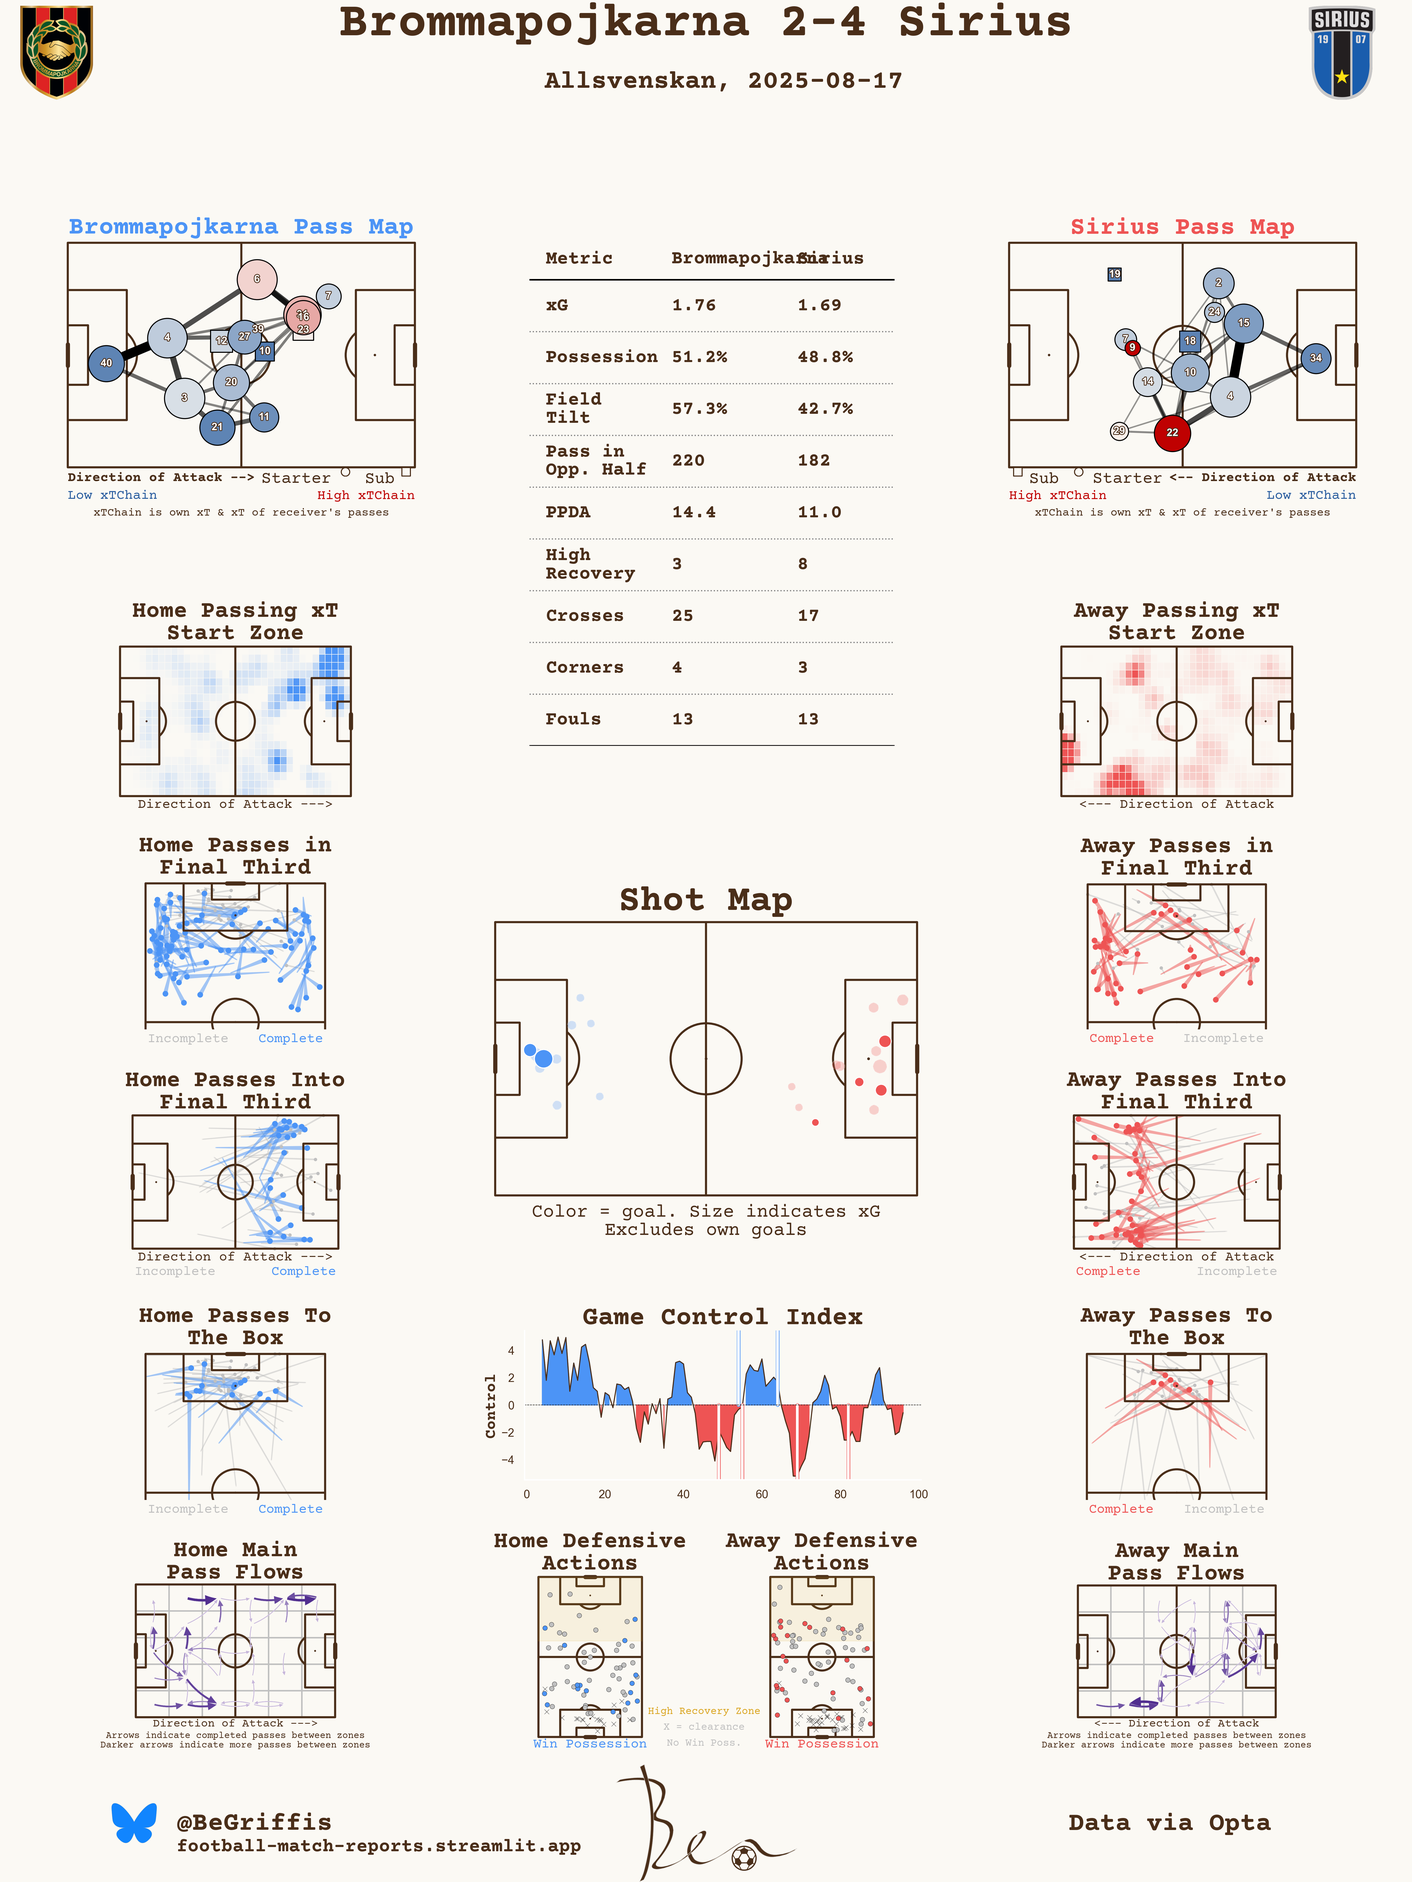 Brommapojkarna 2-4 Sirius
Allsvenskan, 2025-08-17
BROMMAPOJKARNA
SIRIUS
19 07
Brommapojkarna Pass Map
6
7
16
23
39
27
12
10
4
40
20
3
11
21
Direction of Attack --> Starter Sub
Low xTChain High xTChain
xTChain is own xT & xT of receiver's passes
Metric Brommapojkarna Sirius
xG 1.76 1.69
Possession 51.2% 48.8%
Field
Tilt 57.3% 42.7%
Pass in
Opp. Half 220 182
PPDA 14.4 11.0
High
Recovery 3 8
Crosses 25 17
Corners 4 3
Fouls 13 13
Sirius Pass Map
19
2
24
15
7
9
18
34
10
14
4
29
22
Sub Starter <-- Direction of Attack
High xTChain Low xTChain
xTChain is own xT & xT of receiver's passes
Home Passing xT
Start Zone
Direction of Attack --->
Away Passing xT
Start Zone
<--- Direction of Attack
Home Passes in
Final Third
Incomplete Complete
Away Passes in
Final Third
Complete Incomplete
Shot Map
Color = goal. Size indicates xG
Excludes own goals
Home Passes Into
Final Third
Direction of Attack --->
Incomplete Complete
Away Passes Into
Final Third
<--- Direction of Attack
Complete Incomplete
Home Passes To
The Box
Incomplete Complete
Game Control Index
Control
4
2
0
−2
−4
0 20 40 60 80 100
Away Passes To
The Box
Complete Incomplete
Home Main
Pass Flows
Direction of Attack --->
Arrows indicate completed passes between zones
Darker arrows indicate more passes between zones
Home Defensive
Actions
Win Possession
Away Defensive
Actions
Win Possession
High Recovery Zone
X = clearance
No Win Poss.
Away Main
Pass Flows
<--- Direction of Attack
Arrows indicate completed passes between zones
Darker arrows indicate more passes between zones
@BeGriffis
football-match-reports.streamlit.app
Ben
Data via Opta